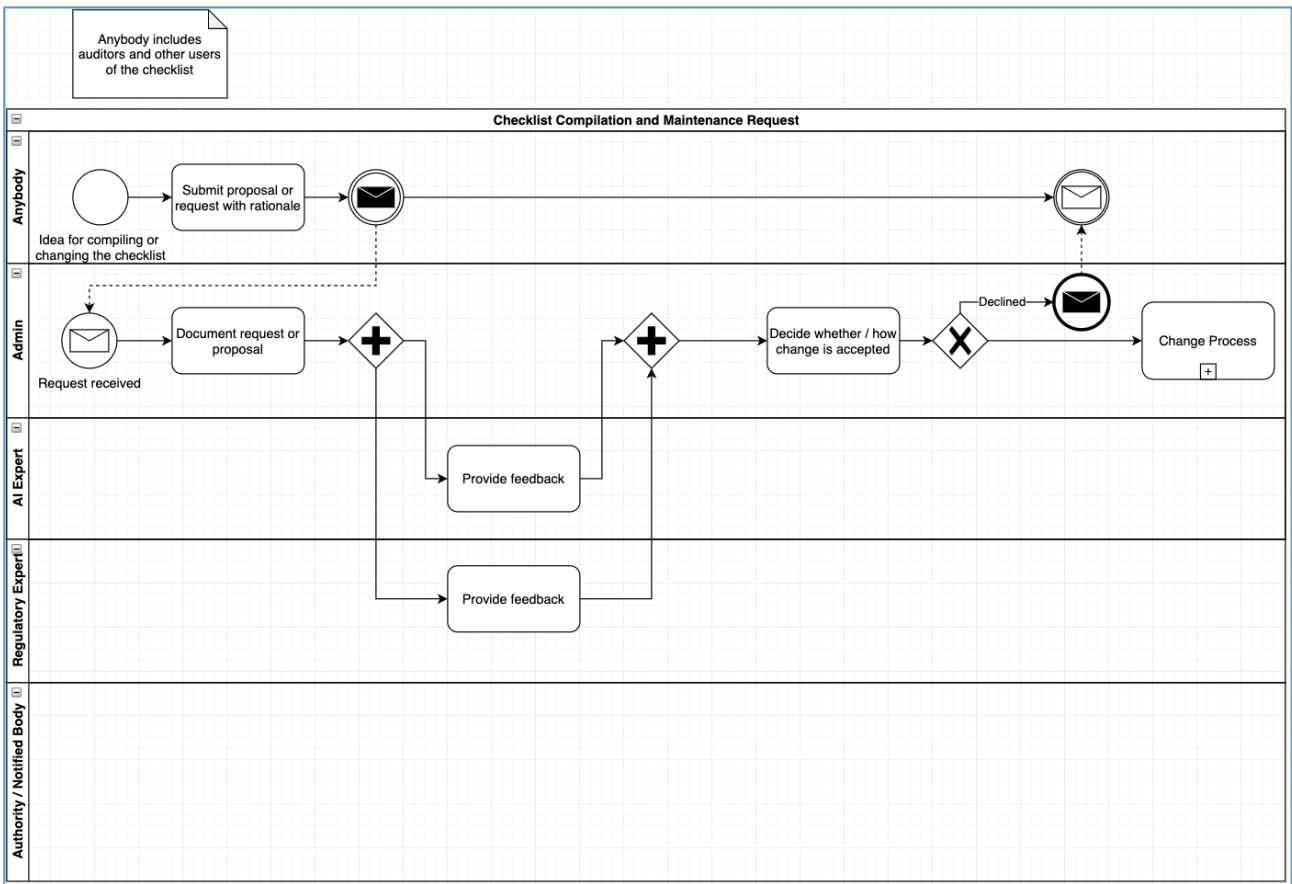 Anybody includes
auditors and other users
of the checklist
Checklist Compilation and Maintenance Request
Anybody
Submit proposal or
request with rationale
Idea for compiling or
changing the checklist
Admin
Request received
Document request or
proposal
Decide whether / how
change is accepted
Declined
Change Process
AI Expert
Provide feedback
Regulatory Expert
Provide feedback
Authority / Notified Body